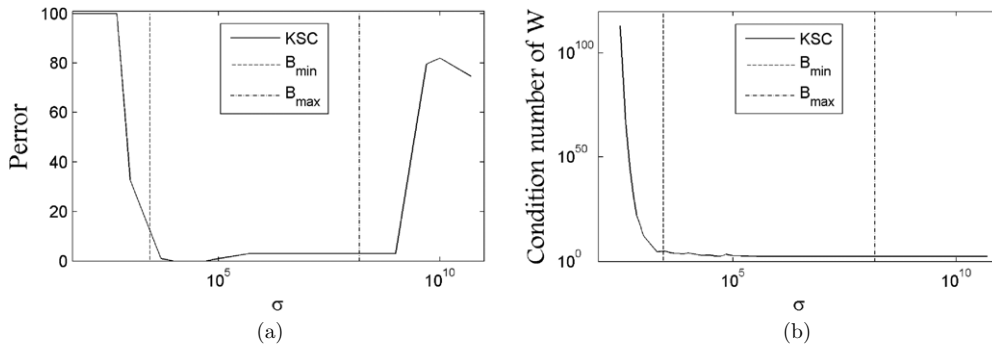 Perror
100
80
60
40
20
0
10^5
10^10
σ
KSC
B_min
B_max
(a)
Condition number of W
10^100
10^50
10^0
10^5
10^10
σ
KSC
B_min
B_max
(b)